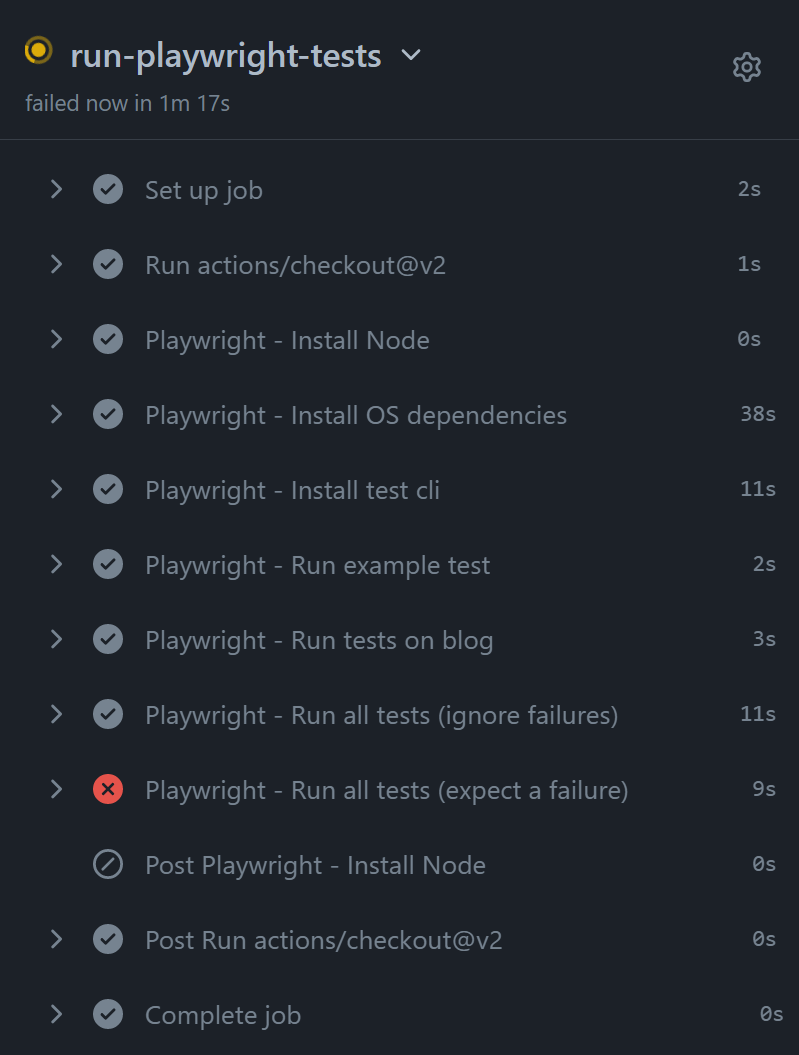 run-playwright-tests
failed now in 1m 17s
Set up job 2s
Run actions/checkout@v2 1s
Playwright - Install Node 0s
Playwright - Install OS dependencies 38s
Playwright - Install test cli 11s
Playwright - Run example test 2s
Playwright - Run tests on blog 3s
Playwright - Run all tests (ignore failures) 11s
Playwright - Run all tests (expect a failure) 9s
Post Playwright - Install Node 0s
Post Run actions/checkout@v2 0s
Complete job 0s